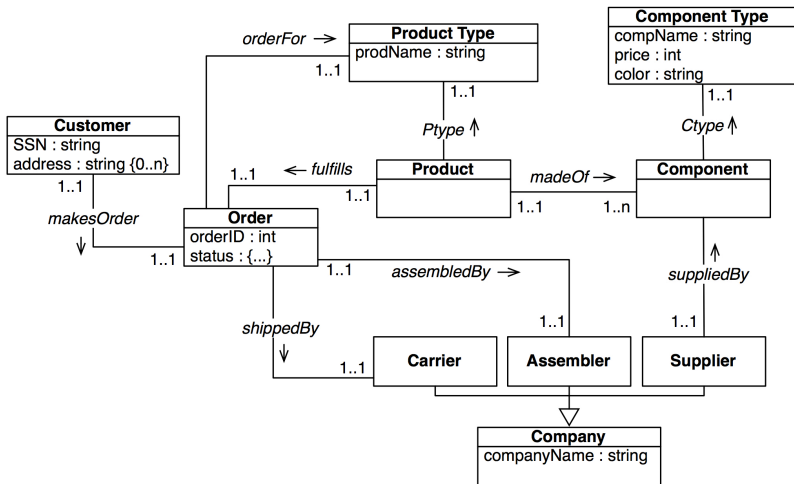 Product Type
prodName : string
Component Type
compName : string
price : int
color : string
orderFor →
1..1
1..1
1..1
Customer
SSN : string
address : string {0..n}
Ptype ↑
Ctype ↑
1..1
makesOrder
↓
1..1
1..1
← fulfills
1..1
Product
madeOf →
1..1
1..n
Component
Order
orderID : int
status : {...}
1..1
assembledBy →
suppliedBy
↑
shippedBy
↓
1..1
1..1
1..1
Carrier
Assembler
Supplier
Company
companyName : string